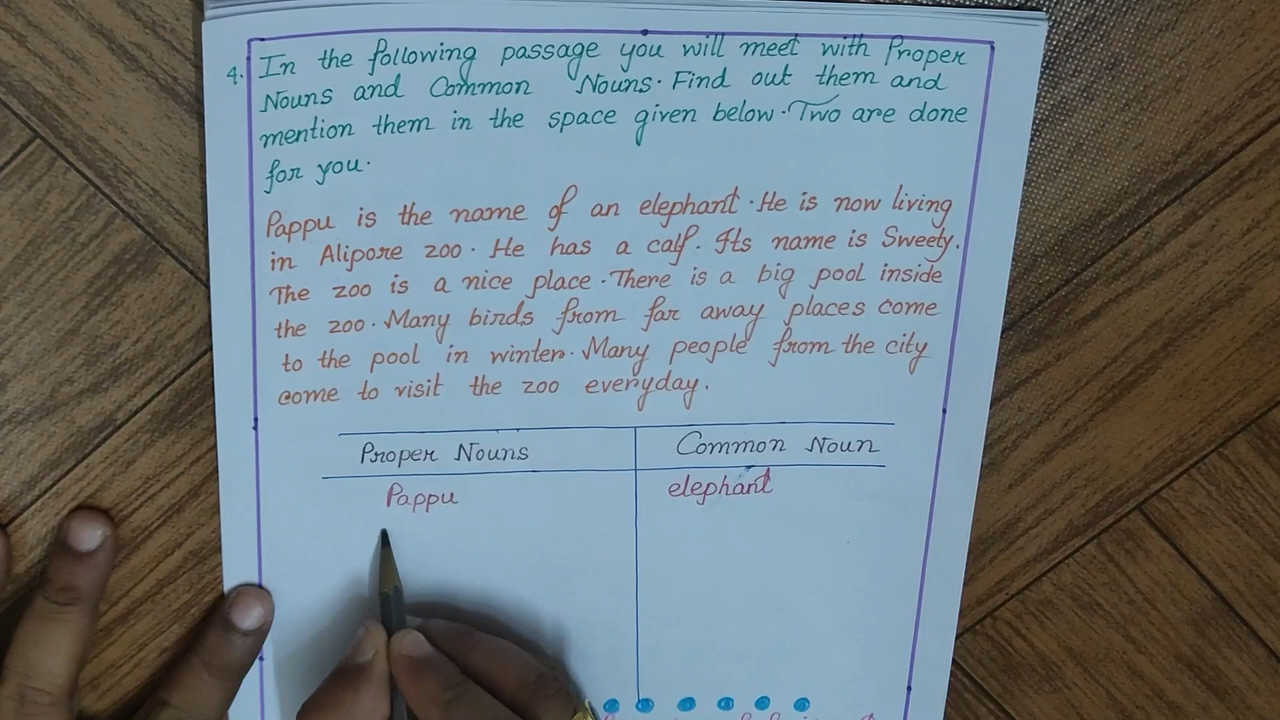 4. In the following passage you will meet with Proper
Nouns and Common Nouns. Find out them and
mention them in the space given below. Two are done
for you.
Pappu is the name of an elephant. He is now living
in Alipore zoo. He has a calf. Its name is Sweety.
The zoo is a nice place. There is a big pool inside
the zoo. Many birds from far away places come
to the pool in winter. Many people from the city
come to visit the zoo everyday.
Proper Nouns Common Noun
Pappu elephant